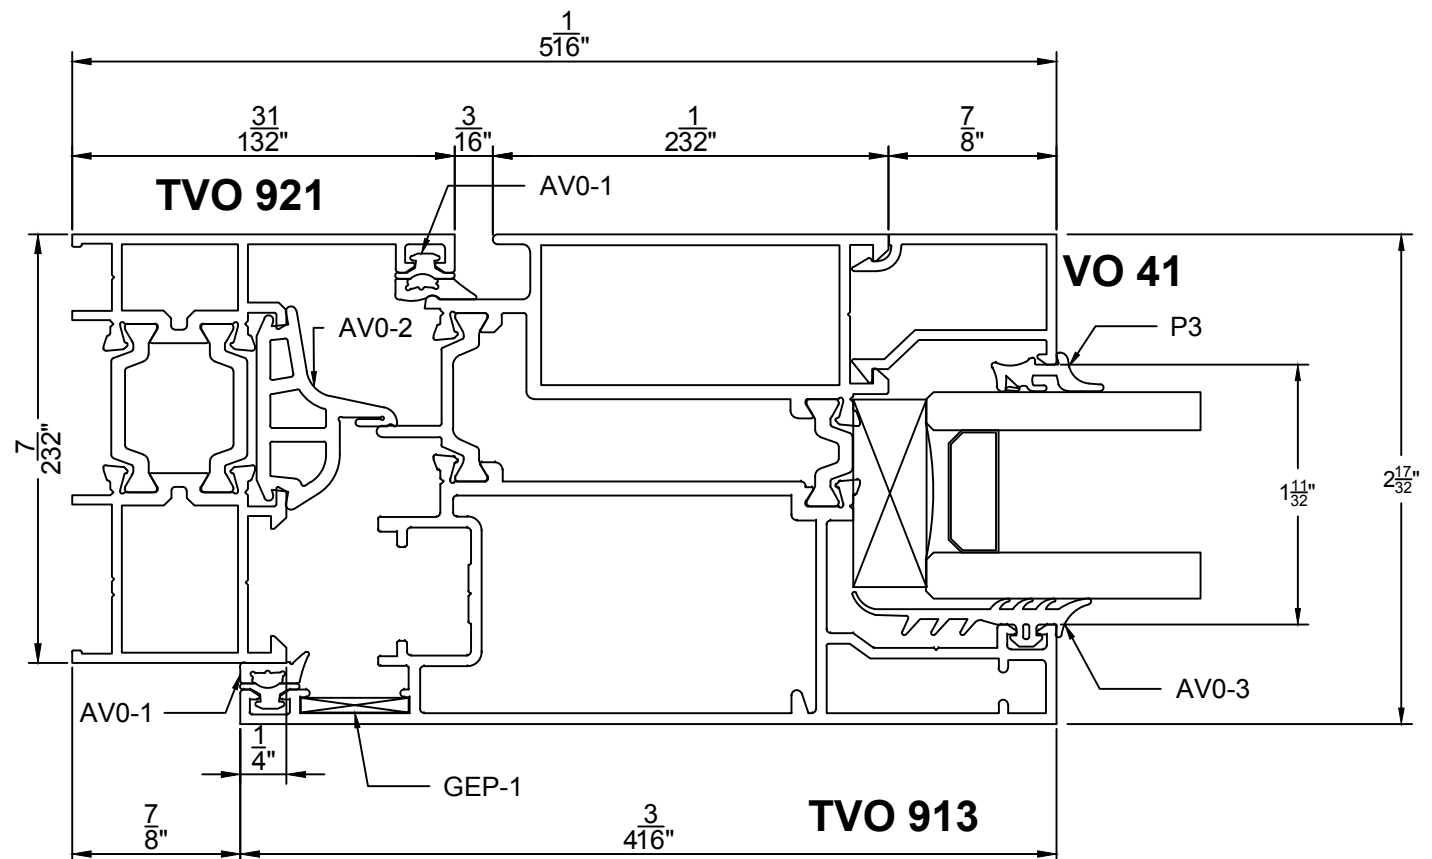 5 1/16"
1 31/32"
3/16"
2 1/32"
7/8"
TVO 921
AV0-1
VO 41
AV0-2
P3
2 7/32"
1 11/32"
2 17/32"
AV0-1
AV0-3
1/4"
GEP-1
TVO 913
7/8"
4 3/16"